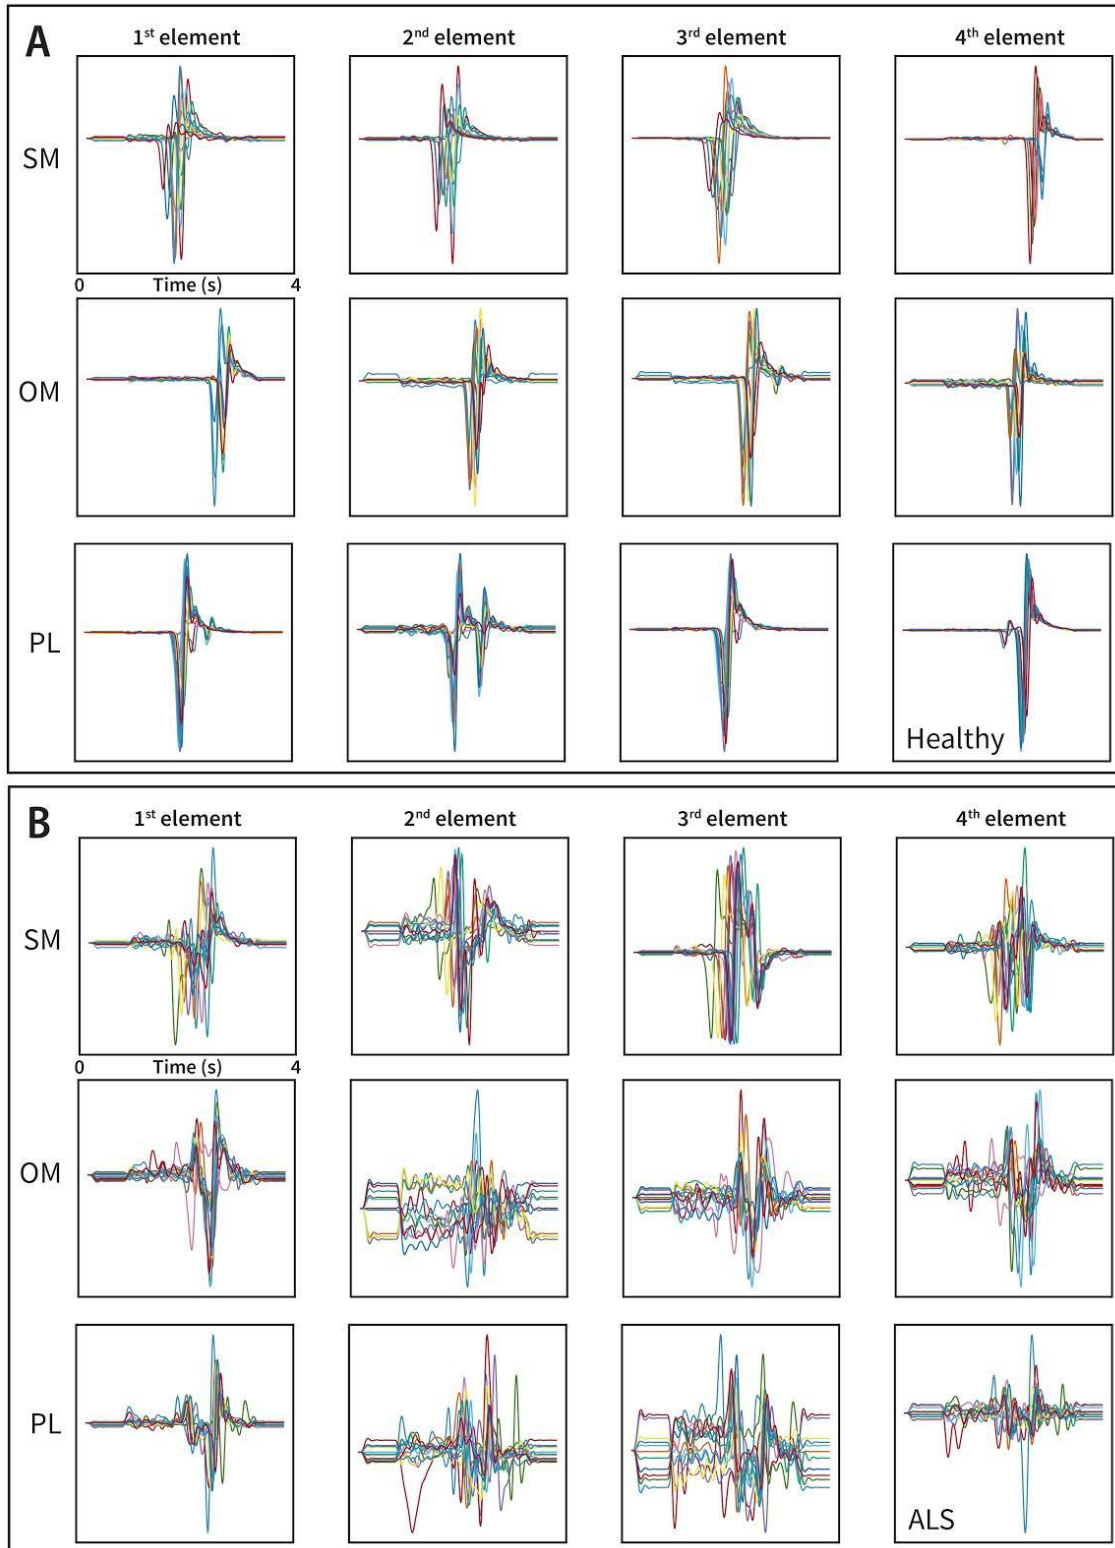 A
1st element 2nd element 3rd element 4th element
SM
0 Time (s) 4
OM
PL
Healthy
B
1st element 2nd element 3rd element 4th element
SM
0 Time (s) 4
OM
PL
ALS